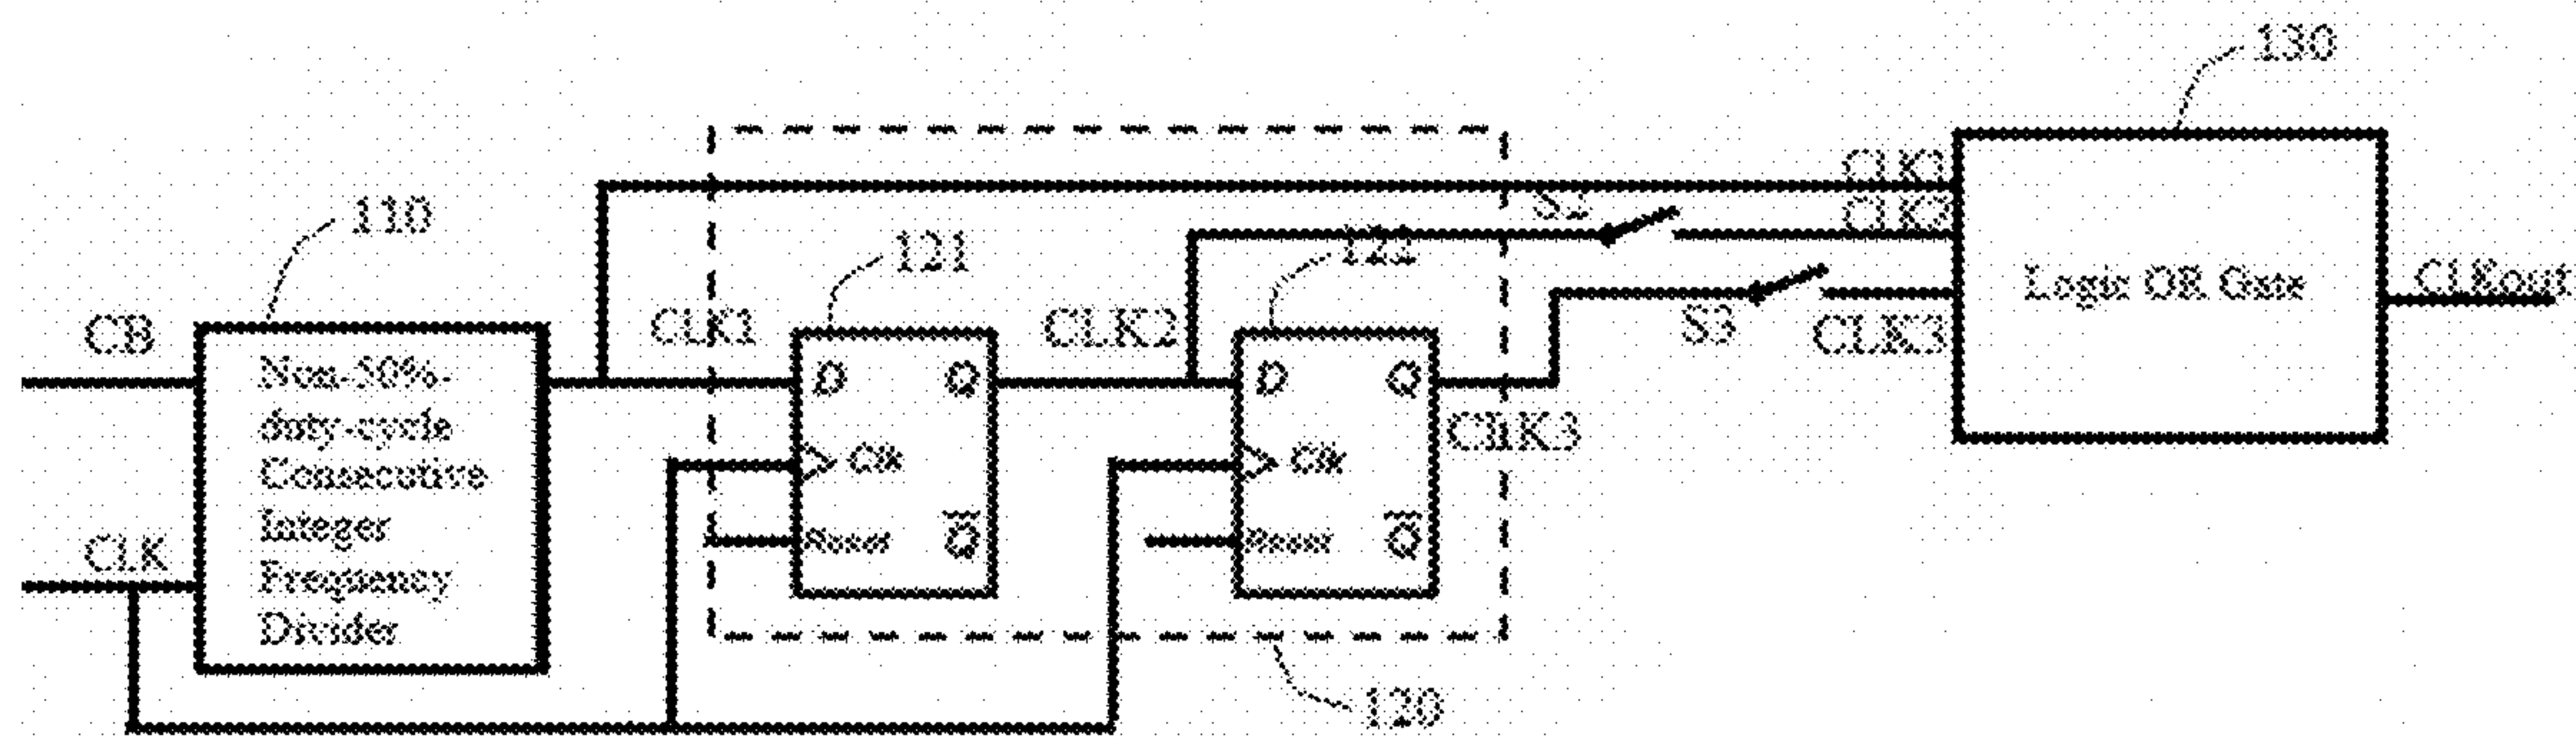 130
CLK1
S2
CLK2
110
121
122
Logic OR Gate
CLKout
CB
CLK1
CLK2
S3
CLK3
Non-50%-
duty-cycle
Consecutive
Integer
Frequency
Divider
D
Q
D
Q
CLK3
Clk
Clk
CLK
Reset
Q
Reset
Q
120